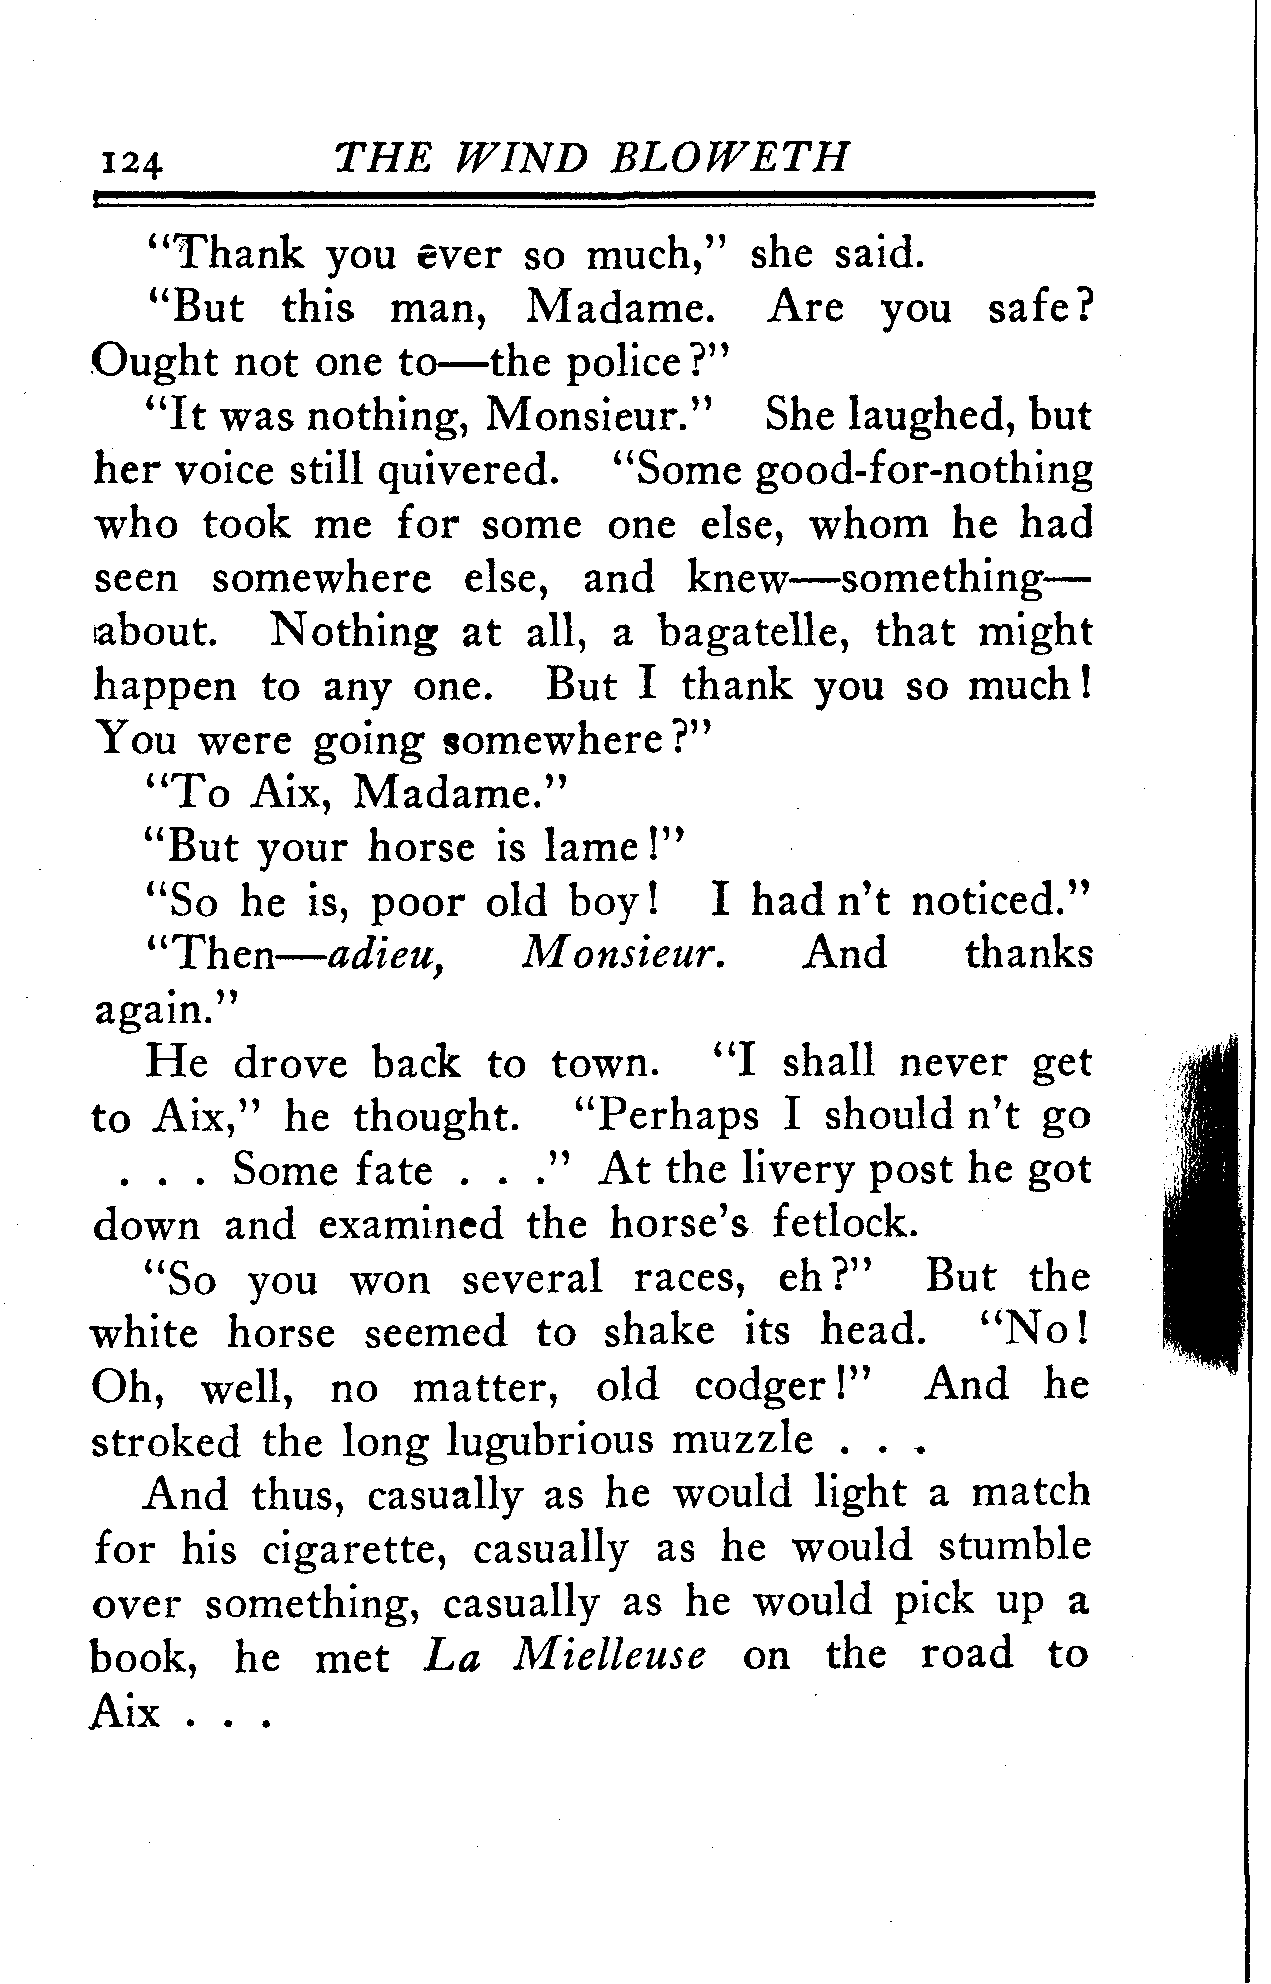 124 THE WIND BLOWETH
"Thank you ever so much," she said.
"But this man, Madame. Are you safe?
Ought not one to—the police?"
"It was nothing, Monsieur." She laughed, but
her voice still quivered. "Some good-for-nothing
who took me for some one else, whom he had
seen somewhere else, and knew—something—
about. Nothing at all, a bagatelle, that might
happen to any one. But I thank you so much!
You were going somewhere?"
"To Aix, Madame."
"But your horse is lame!"
"So he is, poor old boy! I had n't noticed."
"Then—adieu, Monsieur. And thanks
again."
He drove back to town. "I shall never get
to Aix," he thought. "Perhaps I should n't go
. . . Some fate . . ." At the livery post he got
down and examined the horse's fetlock.
"So you won several races, eh?" But the
white horse seemed to shake its head. "No!
Oh, well, no matter, old codger!" And he
stroked the long lugubrious muzzle . . .
And thus, casually as he would light a match
for his cigarette, casually as he would stumble
over something, casually as he would pick up a
book, he met La Mielleuse on the road to
Aix . . .